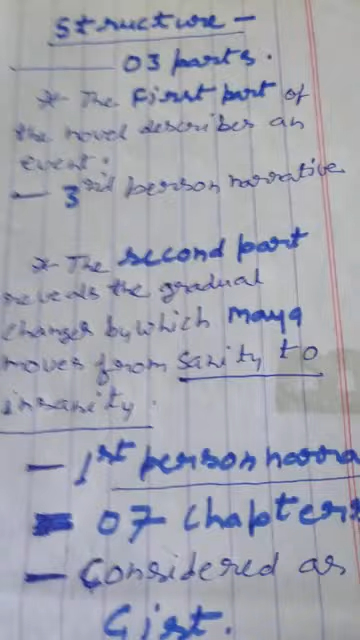 Structure -
03 parts.
* The First part of
the novel describes an
event.
- 3rd person narrative
* The second part
reveals the gradual
changes by which Maya
moves from sanity to
insanity.
- 1st person narra
= 07 chapters
- Considered as
Gist.